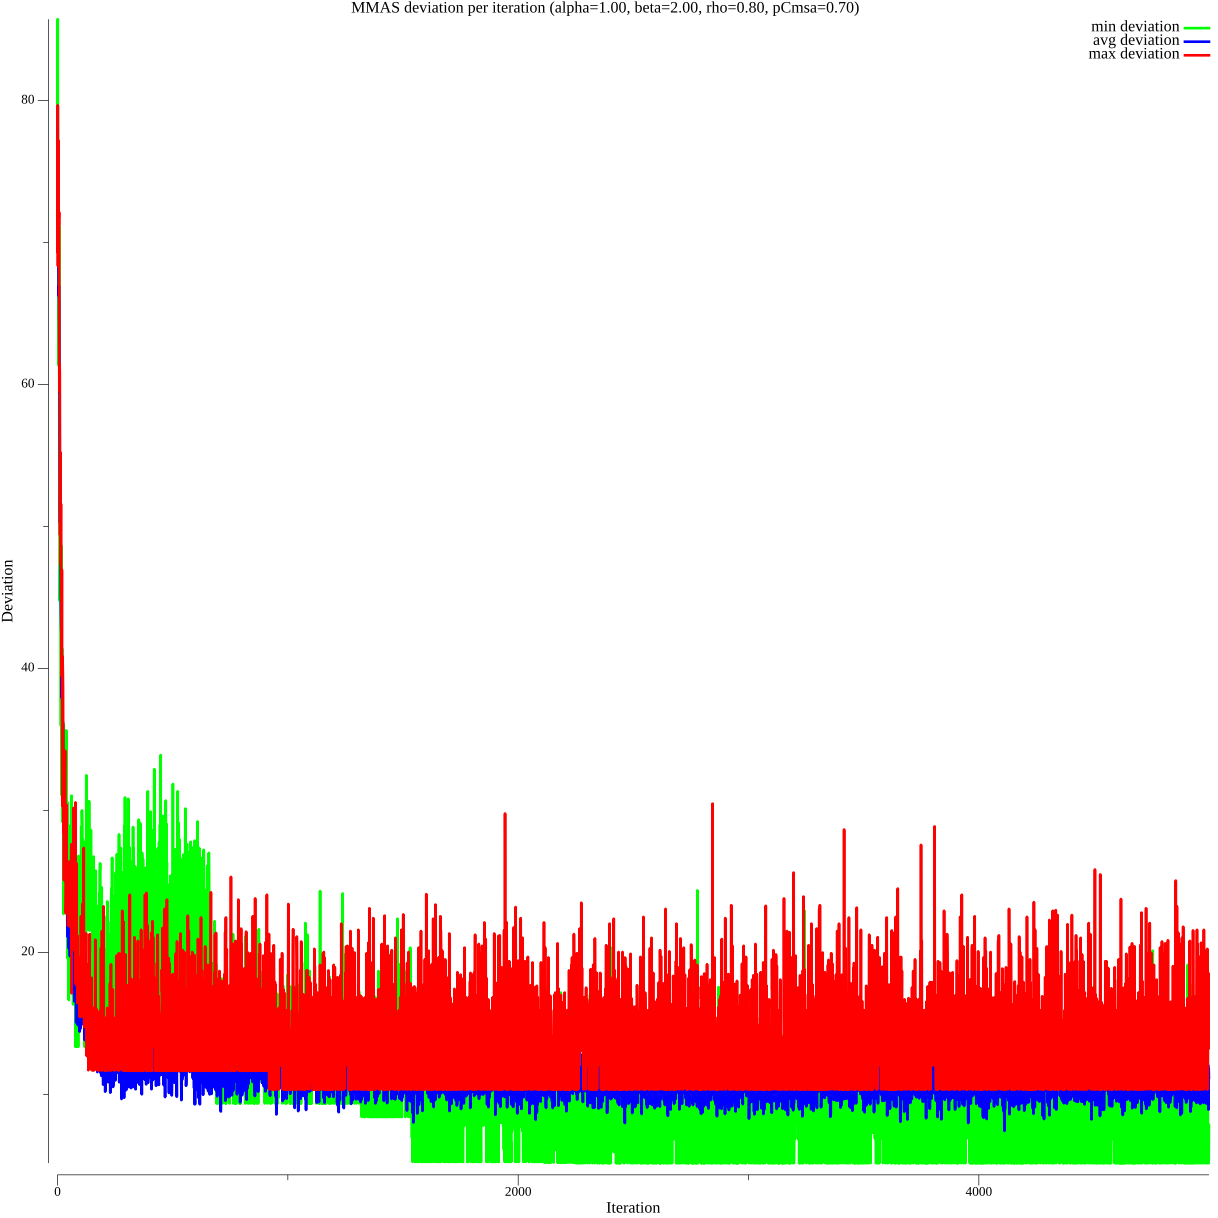 MMAS deviation per iteration (alpha=1.00, beta=2.00, rho=0.80, pCmsa=0.70)
min deviation
avg deviation
max deviation
80
60
40
20
Deviation
0
2000
4000
Iteration